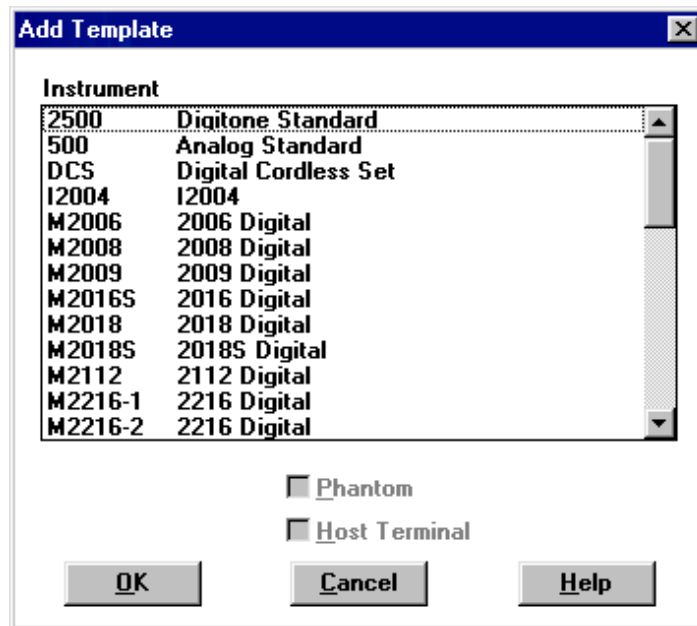 Add Template
Instrument
2500 Digitone Standard
500 Analog Standard
DCS Digital Cordless Set
I2004 I2004
M2006 2006 Digital
M2008 2008 Digital
M2009 2009 Digital
M2016S 2016 Digital
M2018 2018 Digital
M2018S 2018S Digital
M2112 2112 Digital
M2216-1 2216 Digital
M2216-2 2216 Digital
Phantom
Host Terminal
OK Cancel Help